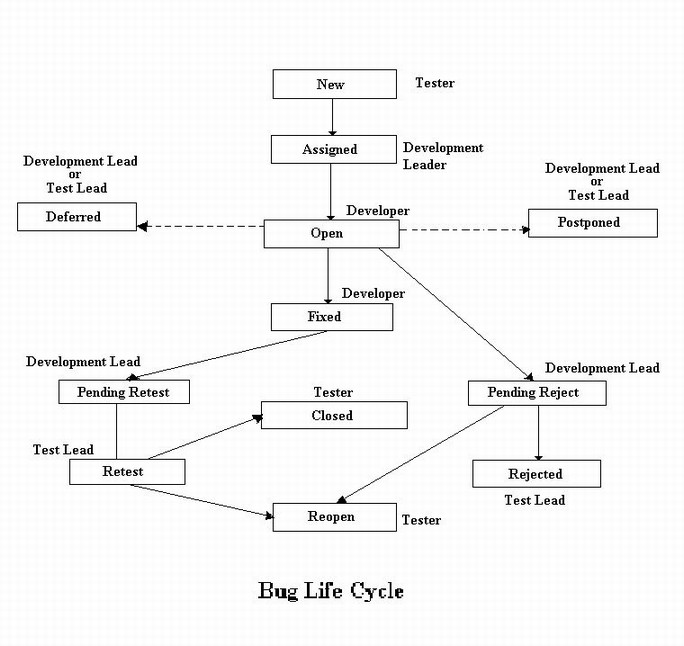 New
Tester
Assigned
Development
Leader
Development Lead
or
Test Lead
Deferred
Developer
Open
Development Lead
or
Test Lead
Postponed
Developer
Fixed
Development Lead
Pending Retest
Tester
Closed
Development Lead
Pending Reject
Test Lead
Retest
Rejected
Test Lead
Reopen
Tester
Bug Life Cycle